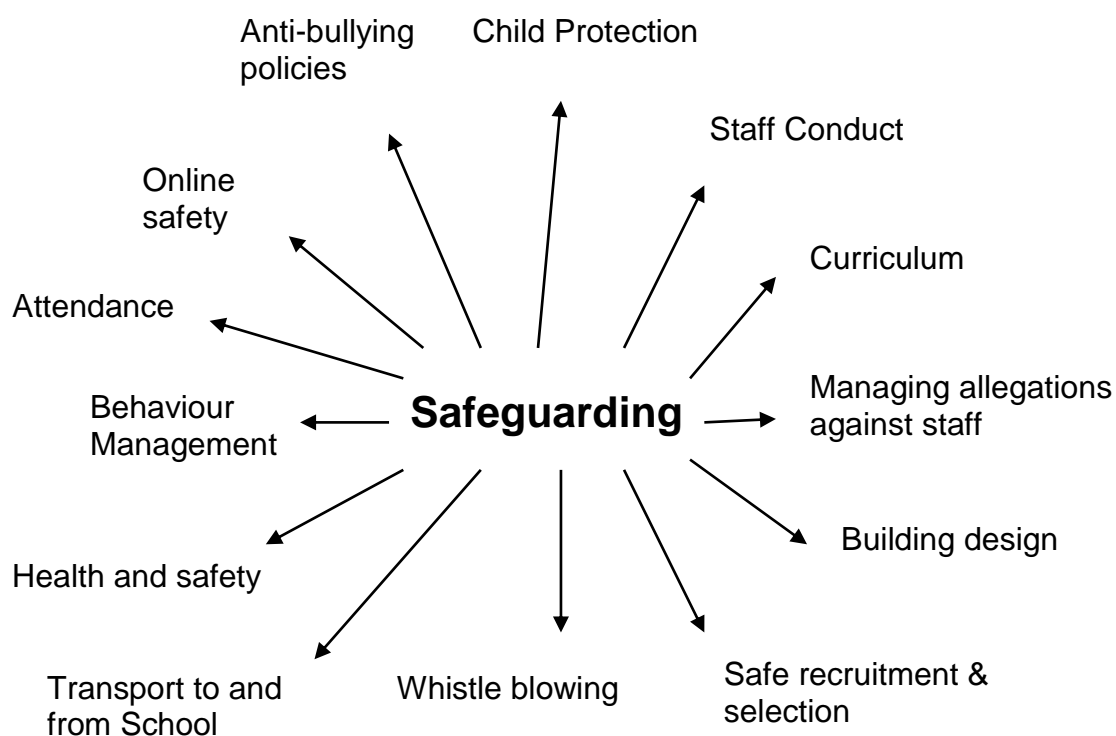 Anti-bullying
policies
Child Protection
Staff Conduct
Online
safety
Curriculum
Attendance
Managing allegations
against staff
Behaviour
Management
Safeguarding
Building design
Health and safety
Transport to and
from School
Whistle blowing
Safe recruitment &
selection